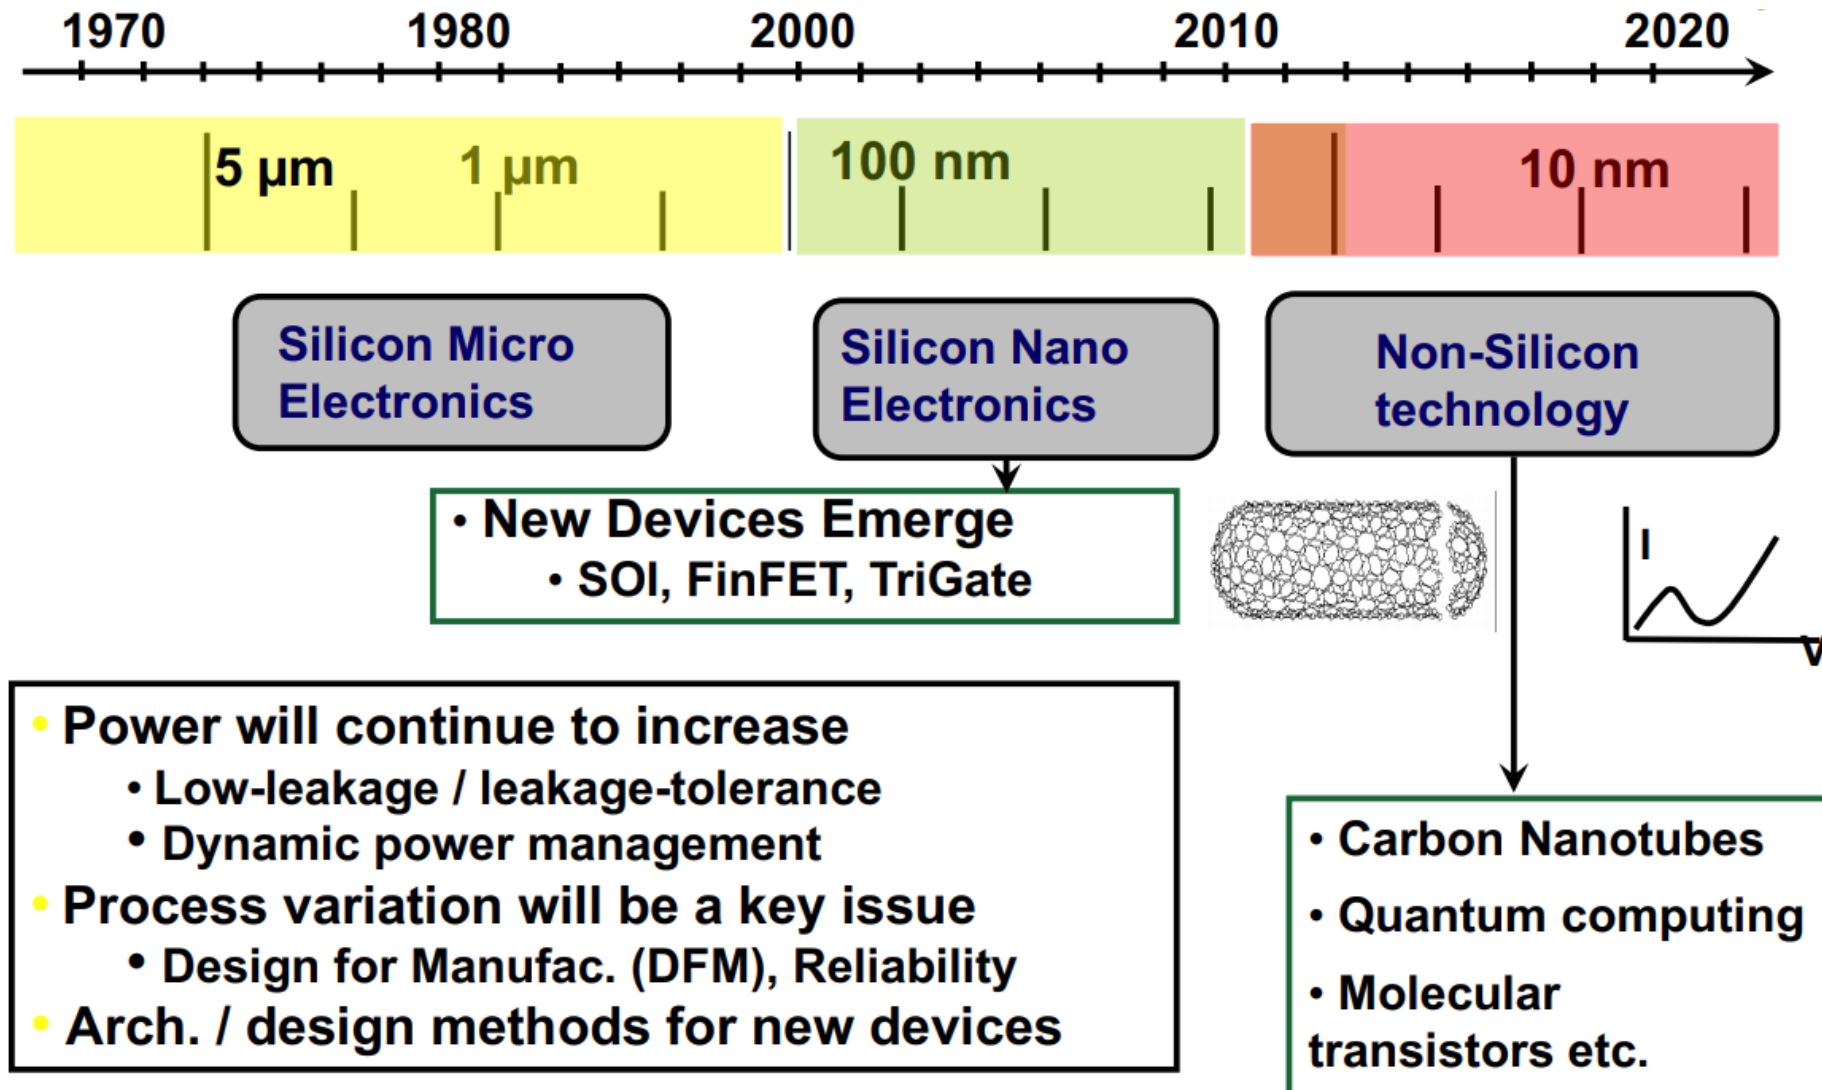 1970 1980 2000 2010 2020
5 µm 1 µm 100 nm 10 nm
Silicon Micro
Electronics
Silicon Nano
Electronics
Non-Silicon
technology
• New Devices Emerge
• SOI, FinFET, TriGate
I
V
• Power will continue to increase
• Low-leakage / leakage-tolerance
• Dynamic power management
• Process variation will be a key issue
• Design for Manufac. (DFM), Reliability
• Arch. / design methods for new devices
• Carbon Nanotubes
• Quantum computing
• Molecular
transistors etc.